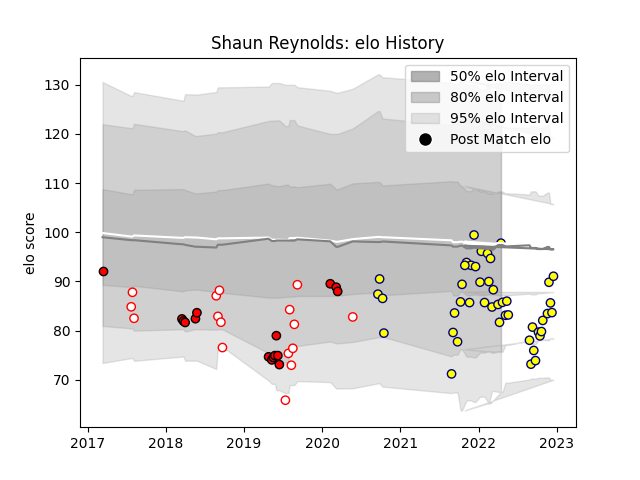 Shaun Reynolds: elo History
50% elo Interval
80% elo Interval
95% elo Interval
Post Match elo
elo score
130
120
110
100
90
80
70
2017 2018 2019 2020 2021 2022 2023